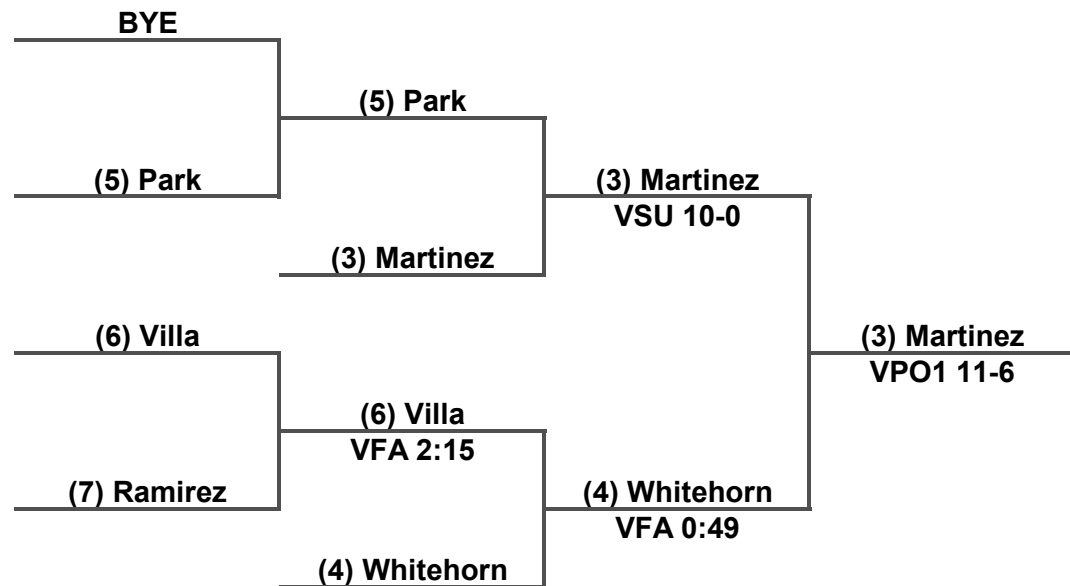 BYE
(5) Park
(5) Park
(3) Martinez
VSU 10-0
(3) Martinez
(6) Villa
(3) Martinez
VPO1 11-6
(6) Villa
VFA 2:15
(7) Ramirez
(4) Whitehorn
VFA 0:49
(4) Whitehorn